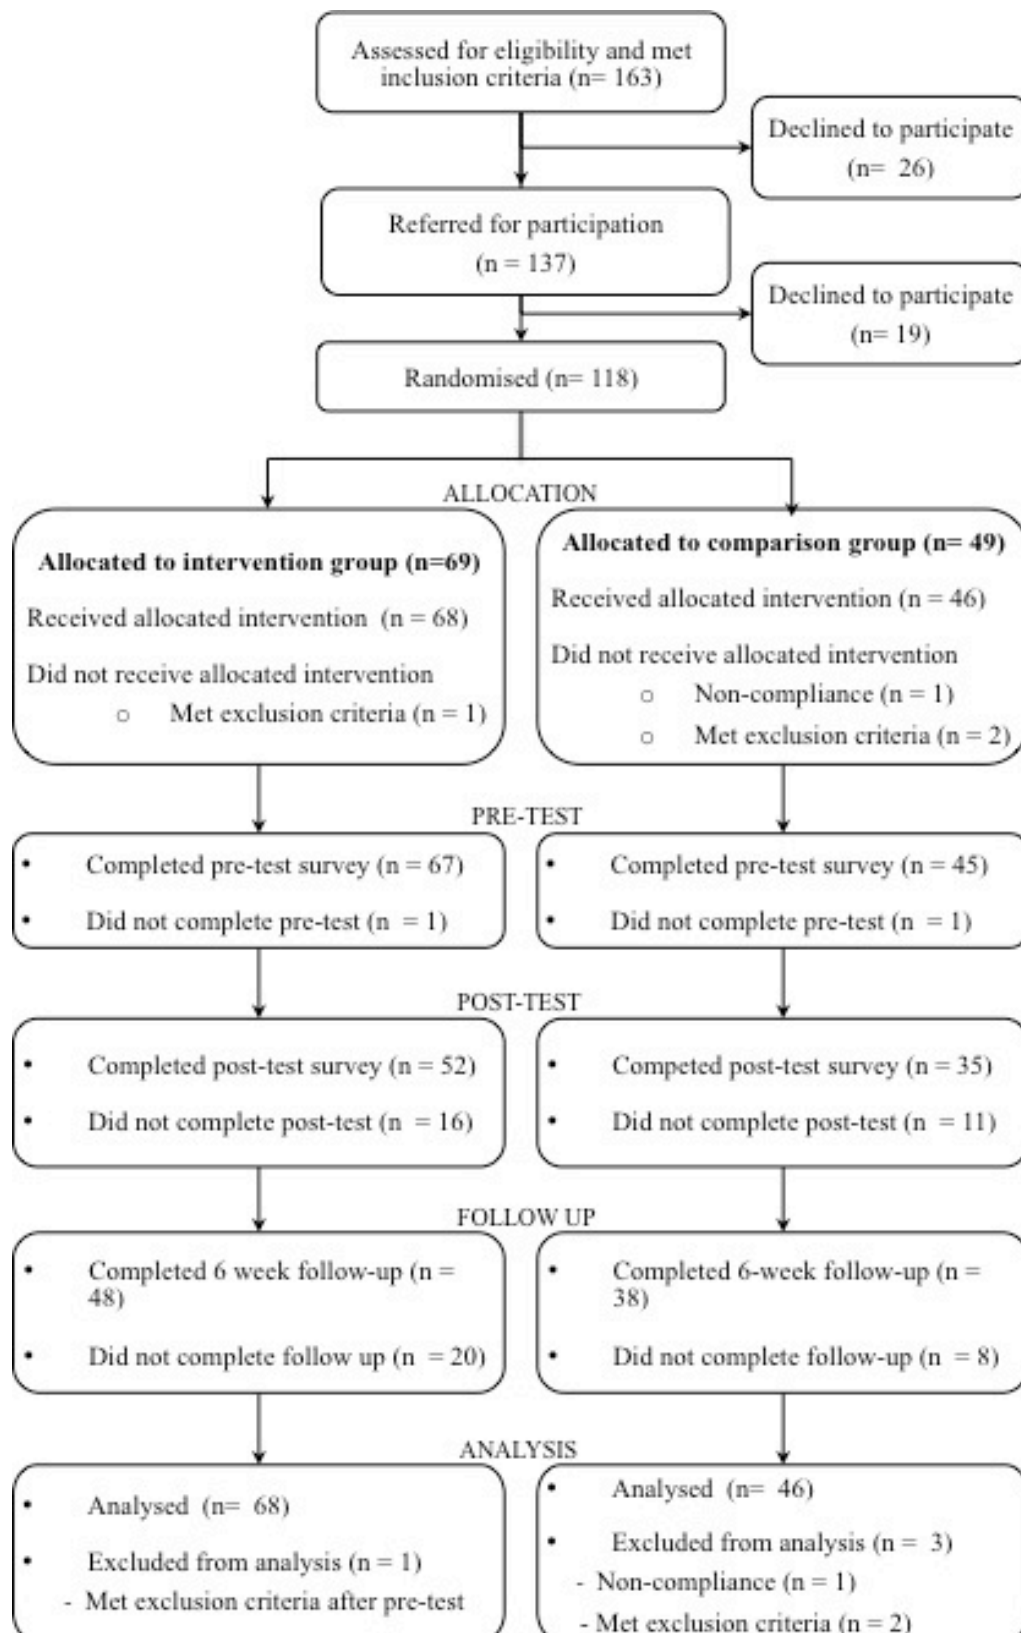 Assessed for eligibility and met
inclusion criteria (n= 163)
Declined to participate
(n=  26)
Referred for participation
(n = 137)
Declined to participate
(n= 19)
Randomised (n= 118)
ALLOCATION
Allocated to intervention group (n=69)
Received allocated intervention  (n = 68)
Did not receive allocated intervention
o Met exclusion criteria (n = 1)
Allocated to comparison group (n= 49)
Received allocated intervention (n = 46)
Did not receive allocated intervention
o Non-compliance (n = 1)
o Met exclusion criteria (n = 2)
PRE-TEST
• Completed pre-test survey (n = 67)
• Did not complete pre-test (n  = 1)
• Completed pre-test survey (n = 45)
• Did not complete pre-test (n  = 1)
POST-TEST
• Completed post-test survey (n = 52)
• Did not complete post-test (n  = 16)
• Competed post-test survey (n = 35)
• Did not complete post-test (n  = 11)
FOLLOW UP
• Completed 6 week follow-up (n =
48)
• Did not complete follow up (n  = 20)
• Completed 6-week follow-up (n =
38)
• Did not complete follow-up (n  = 8)
ANALYSIS
• Analysed  (n=  68)
• Excluded from analysis (n = 1)
- Met exclusion criteria after pre-test
• Analysed  (n=  46)
• Excluded from analysis (n =  3)
- Non-compliance (n = 1)
- Met exclusion criteria (n = 2)